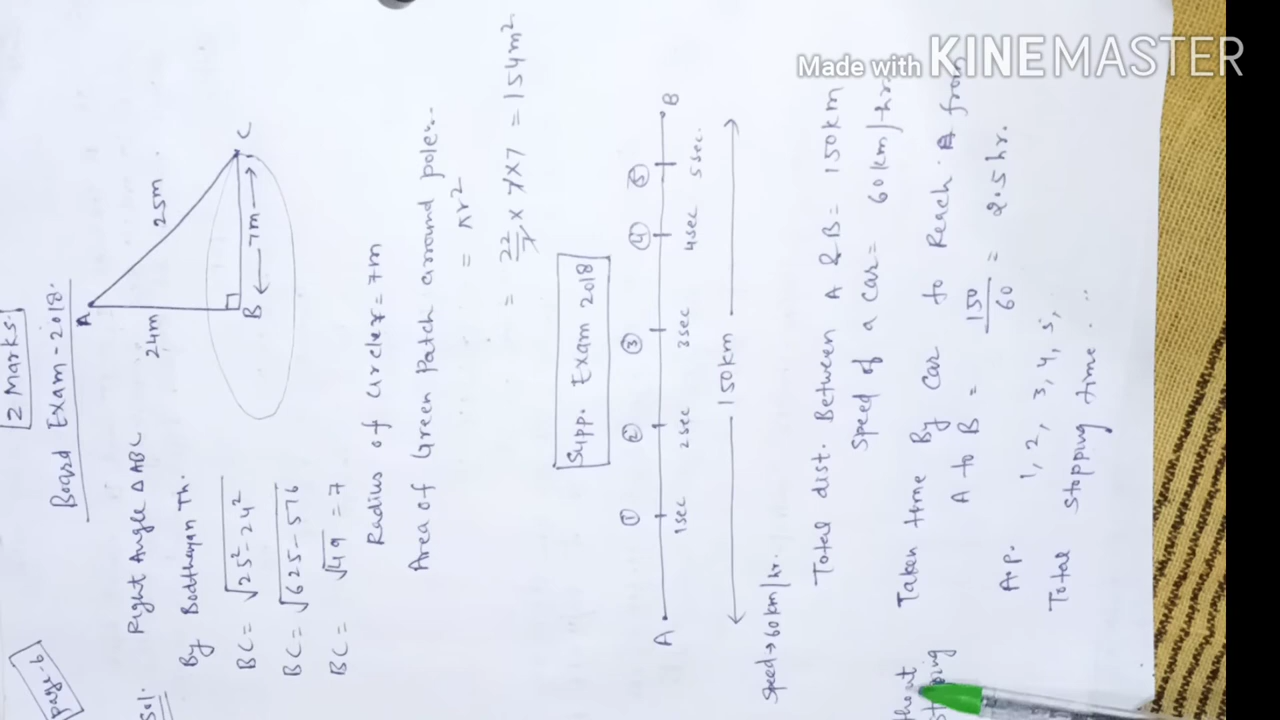 page-6
2 Marks.
Board Exam-2018.
Sol.
Right Angle △ ABC
By Bodthayan Th.
BC = √25²-24²
BC = √625-576
BC = √49 = 7
A
24m
25m
B
←7m→
C
Radius of circle r = 7m
Area of Green Patch arround pole
= πr²
= 22/7 x 7 x 7 = 154m²
Supp. Exam 2018
① ② ③ ④ ⑤
A B
1sec 2sec 3sec 4sec 5sec.
150km
Speed → 60km/hr.
Total dist. Between A & B = 150km
Speed of a car = 60km/hr
Taken time By car to Reach A from
A to B = 150/60 = 2.5hr.
A.P. 1, 2, 3, 4, 5,
Total Stopping time.
Made with KINEMASTER